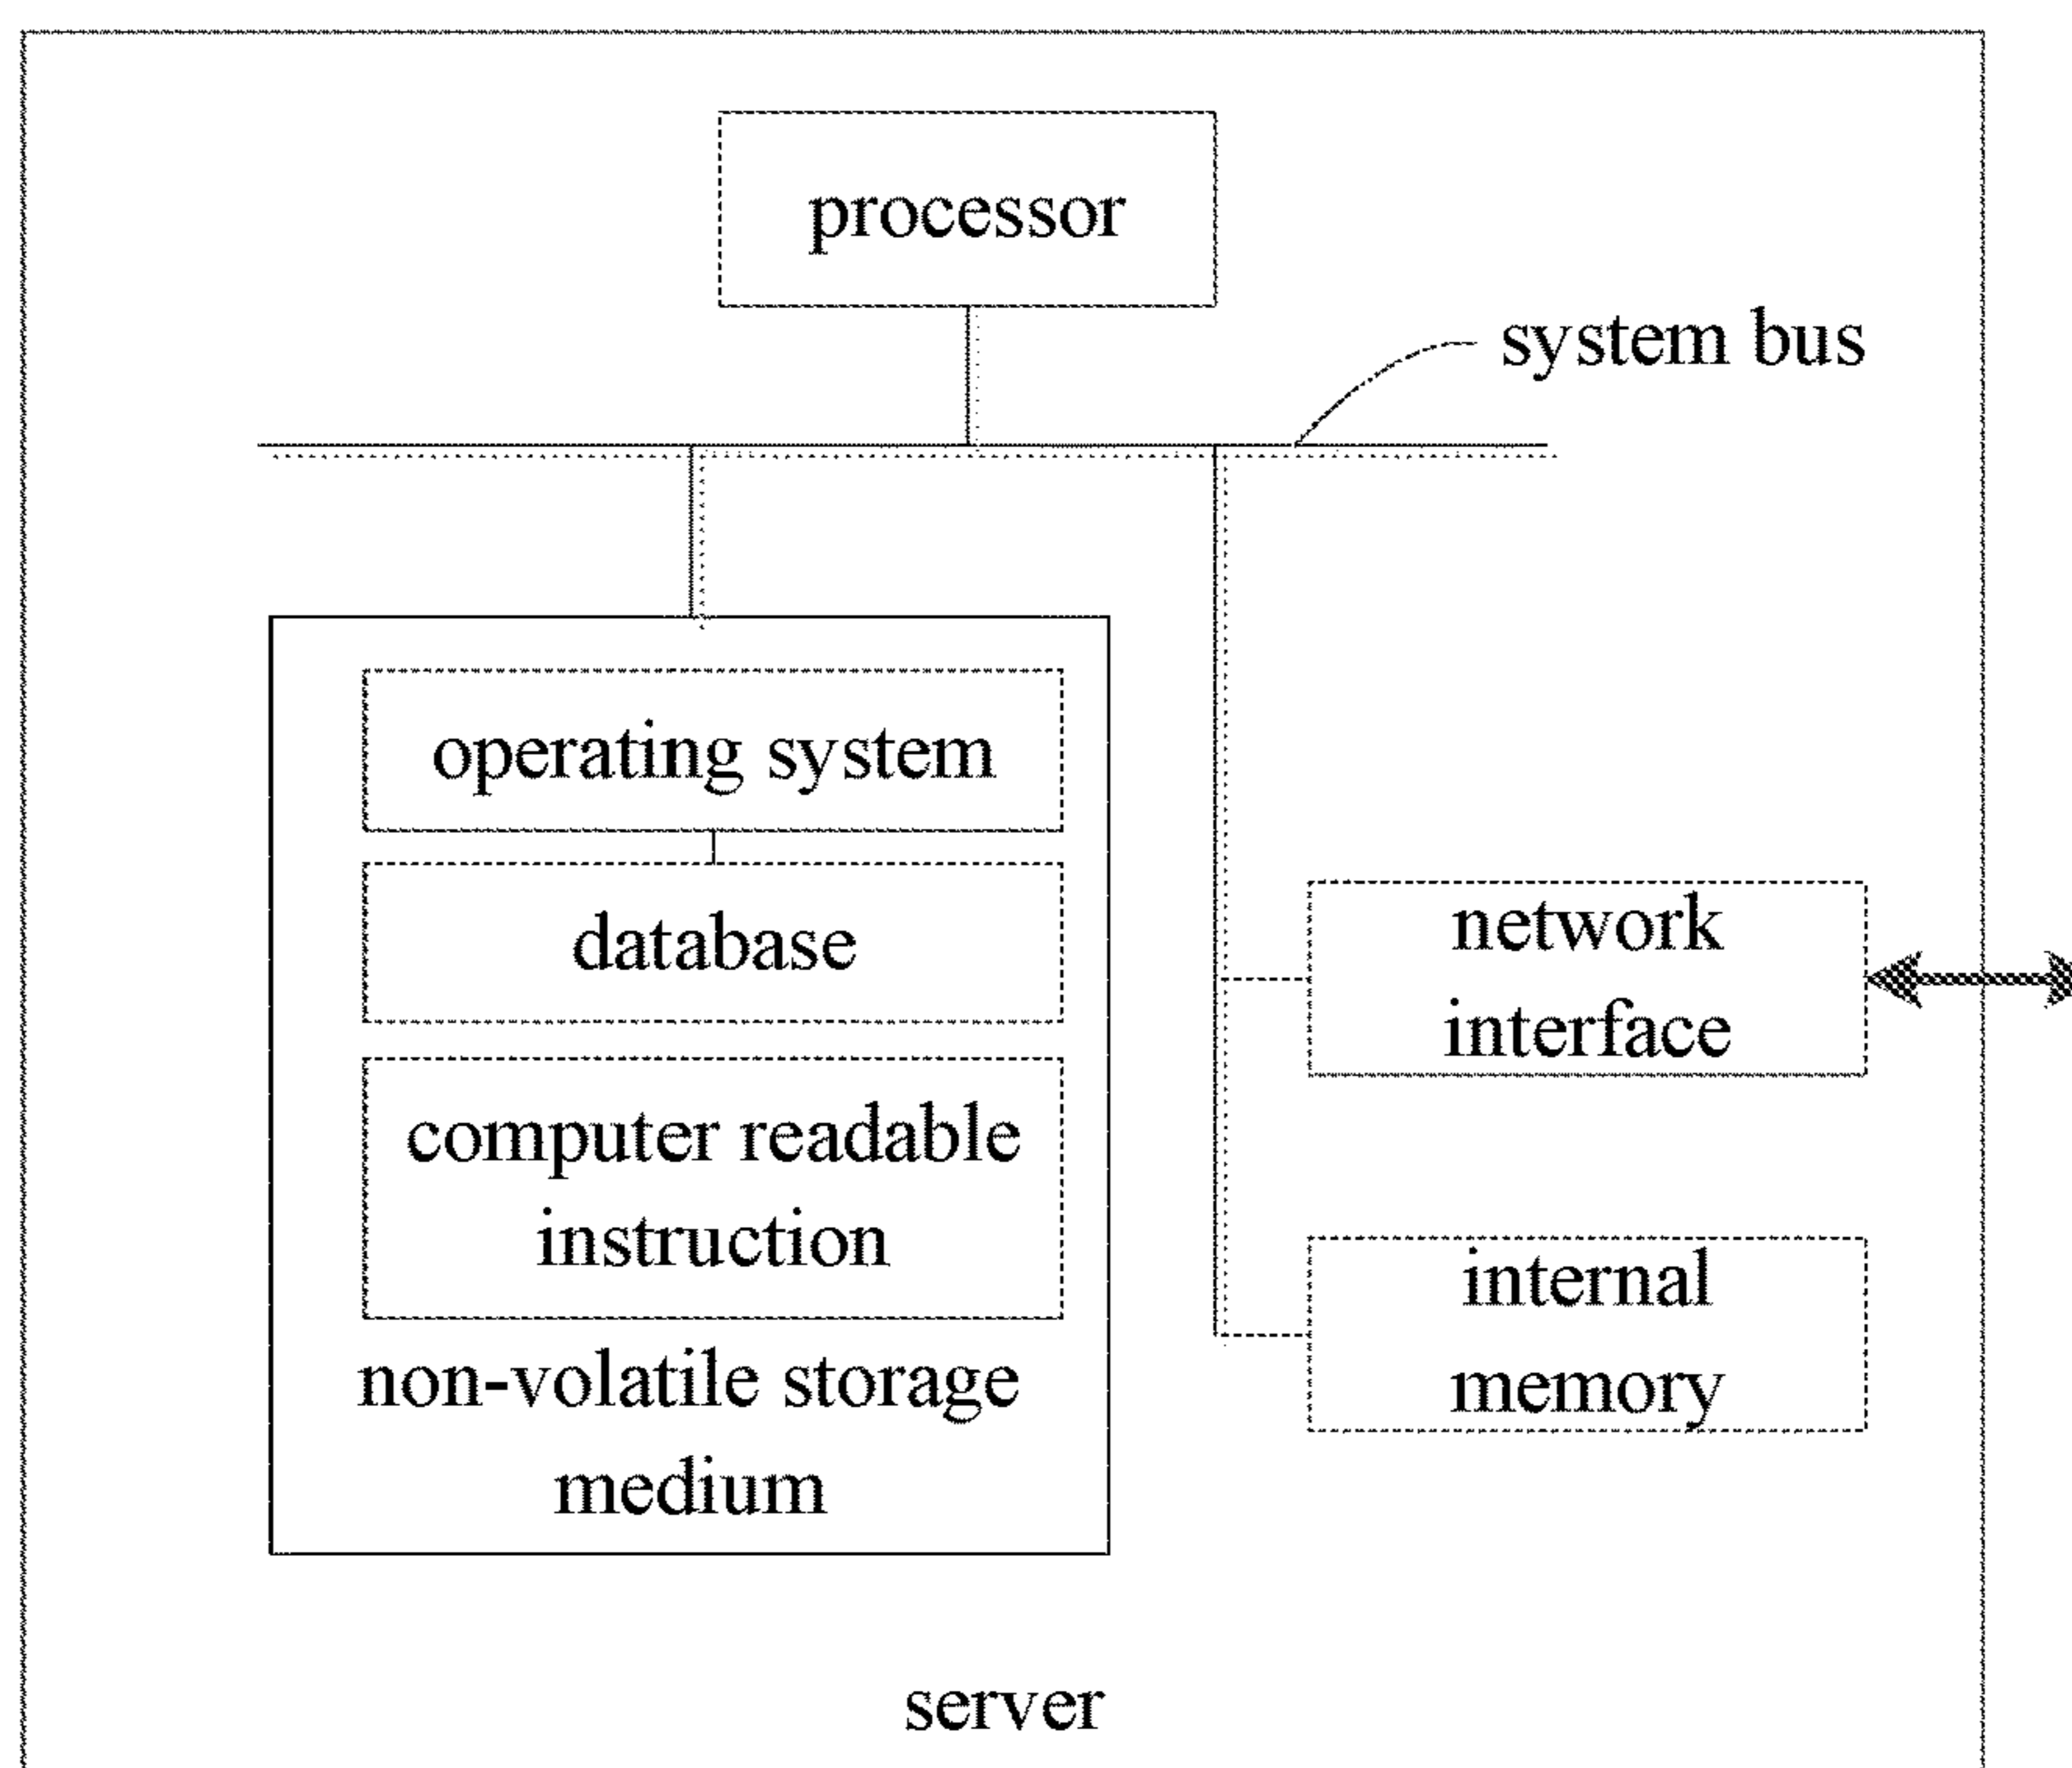 processor
system bus
operating system
database
computer readable
instruction
non-volatile storage
medium
network
interface
internal
memory
server